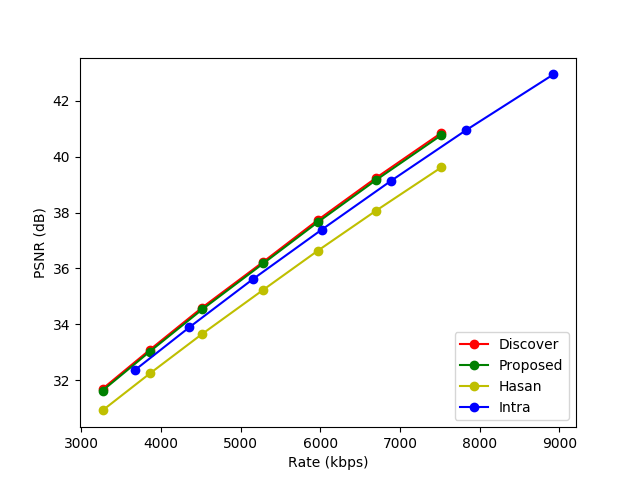 42
40
38
36
34
32
PSNR (dB)
3000 4000 5000 6000 7000 8000 9000
Rate (kbps)
Discover
Proposed
Hasan
Intra